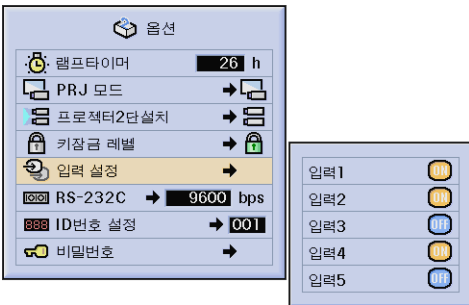 옵션
램프타이머 26 h
PRJ 모드
프로젝터2단설치
키잠금 레벨
입력 설정
RS-232C 9600 bps
888 ID번호 설정 001
비밀번호
입력1 ON
입력2 ON
입력3 OFF
입력4 ON
입력5 OFF